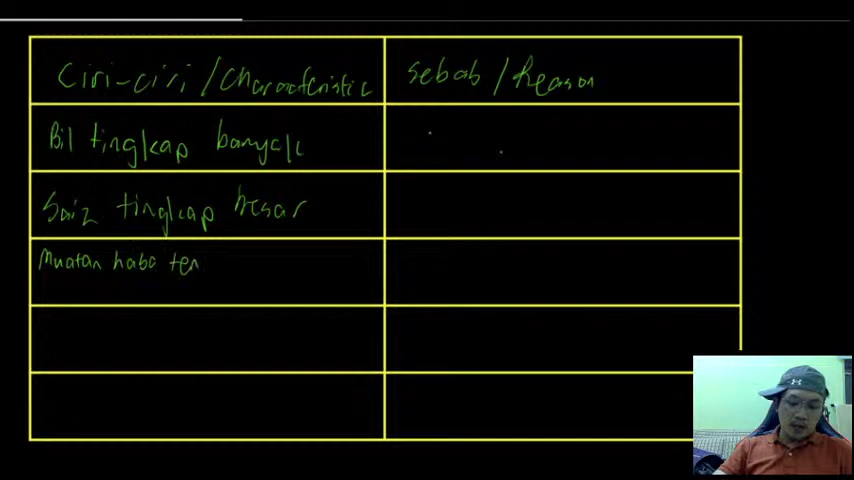 Ciri-ciri/Characteristic
Sebab/Reason
Bil tingkap banyak
Saiz tingkap besar
Muatan haba ten